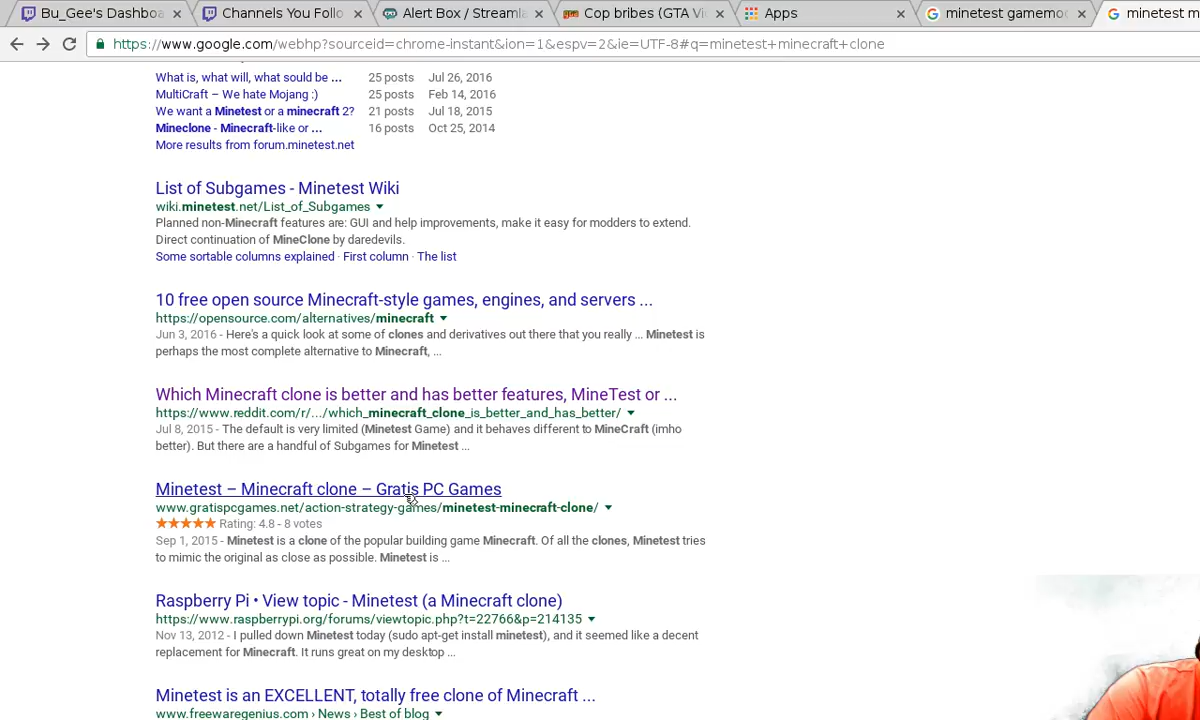 Bu_Gee's Dashboa
Channels You Follo
Alert Box / Streamla
Cop bribes (GTA Vi
Apps
minetest gamemod
minetest m
https://www.google.com/webhp?sourceid=chrome-instant&ion=1&espv=2&ie=UTF-8#q=minetest+minecraft+clone
What is, what will, what sould be ... 25 posts Jul 26, 2016
MultiCraft – We hate Mojang :) 25 posts Feb 14, 2016
We want a Minetest or a minecraft 2? 21 posts Jul 18, 2015
Mineclone - Minecraft-like or ... 16 posts Oct 25, 2014
More results from forum.minetest.net
List of Subgames - Minetest Wiki
wiki.minetest.net/List_of_Subgames
Planned non-Minecraft features are: GUI and help improvements, make it easy for modders to extend.
Direct continuation of MineClone by daredevils.
Some sortable columns explained · First column · The list
10 free open source Minecraft-style games, engines, and servers ...
https://opensource.com/alternatives/minecraft
Jun 3, 2016 - Here's a quick look at some of clones and derivatives out there that you really ... Minetest is
perhaps the most complete alternative to Minecraft, ...
Which Minecraft clone is better and has better features, MineTest or ...
https://www.reddit.com/r/.../which_minecraft_clone_is_better_and_has_better/
Jul 8, 2015 - The default is very limited (Minetest Game) and it behaves different to MineCraft (imho
better). But there are a handful of Subgames for Minetest ...
Minetest – Minecraft clone – Gratis PC Games
www.gratispcgames.net/action-strategy-games/minetest-minecraft-clone/
Rating: 4.8 - 8 votes
Sep 1, 2015 - Minetest is a clone of the popular building game Minecraft. Of all the clones, Minetest tries
to mimic the original as close as possible. Minetest is ...
Raspberry Pi • View topic - Minetest (a Minecraft clone)
https://www.raspberrypi.org/forums/viewtopic.php?t=22766&p=214135
Nov 13, 2012 - I pulled down Minetest today (sudo apt-get install minetest), and it seemed like a decent
replacement for Minecraft. It runs great on my desktop ...
Minetest is an EXCELLENT, totally free clone of Minecraft ...
www.freewaregenius.com › News › Best of blog